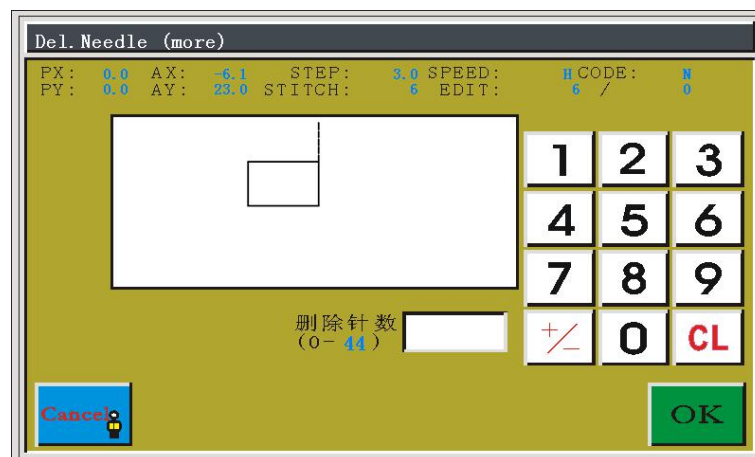 Del. Needle (more)
PX: 0.0 AX: -6.1 STEP: 3.0 SPEED: H CODE: N
PY: 0.0 AY: 23.0 STITCH: 6 EDIT: 6 / 0
1 2 3
4 5 6
7 8 9
删除针数
(0-44)
+/- 0 CL
Cancel
OK